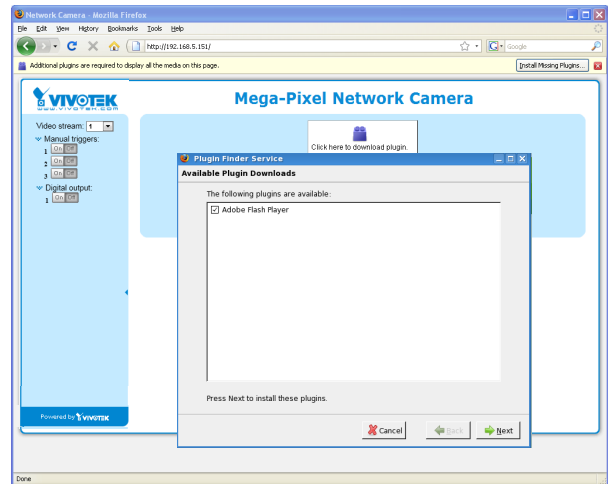 Network Camera - Mozilla Firefox
File Edit View History Bookmarks Tools Help
http://192.168.5.151/
Google
Additional plugins are required to display all the media on this page.
Install Missing Plugins...
VIVOTEK
www.vivotek.com
Mega-Pixel Network Camera
Video stream: 1
Manual triggers:
1 On Off
2 On Off
3 On Off
Digital output:
1 On Off
Click here to download plugin.
Plugin Finder Service
Available Plugin Downloads
The following plugins are available:
Adobe Flash Player
Press Next to install these plugins.
Cancel Back Next
Powered by VIVOTEK
Done